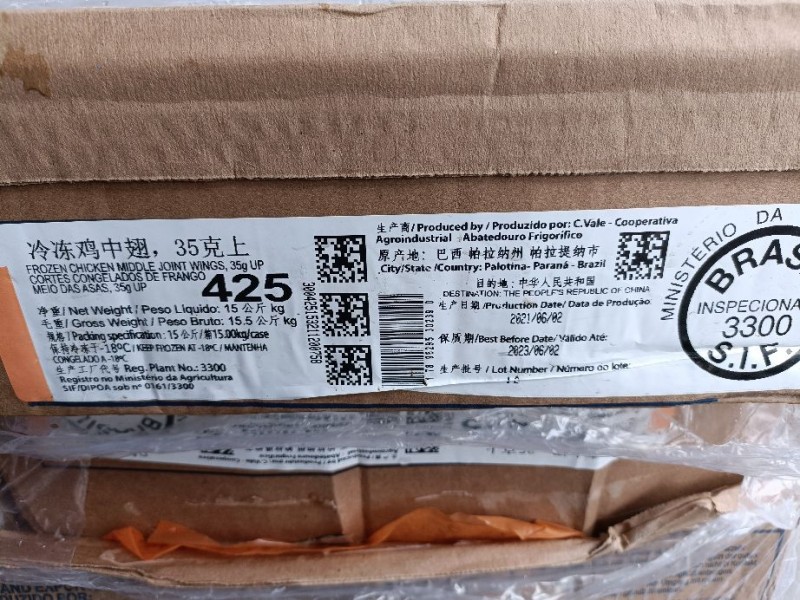 冷冻鸡中翅，35克上
FROZEN CHICKEN MIDDLE JOINT WINGS, 35g UP
CORTES CONGELADOS DE FRANGO
MEIO DAS ASAS, 35g UP
425
净重/ Net Weight / Peso Liquido: 15 公斤 kg
毛重/ Gross Weight / Peso Bruto: 15.5 公斤 kg
规格/ Packing specification: 15 公斤/箱15.00kg/case
保持冷冻于-18ºC / KEEP FROZEN AT -18ºC / MANTENHA
CONGELADO A -18ºC
生产工厂代号 Reg.Plant No.: 3300
Registro no Ministério da Agricultura
SIF/DIPOA sob nº 0161/3300
生产商/ Produced by / Produzido por: C.Vale - Cooperativa
Agroindustrial Abatedouro Frigorífico
原产地： 巴西 帕拉纳州 帕拉提纳市
City/State /Country: Palotina- Paraná - Brazil
目的地：中华人民共和国
DESTINATION: THE PEOPLE'S REPUBLIC OF CHINA
生产日期/Production Date/ Data de Produção:
2021/06/02
保质期/Best Before Date/ Válido Até:
2023/06/02
生产批号 / Lot Number / Número do lote:
MINISTÉRIO DA
BRAS
INSPECIONA
3300
S.I.F.